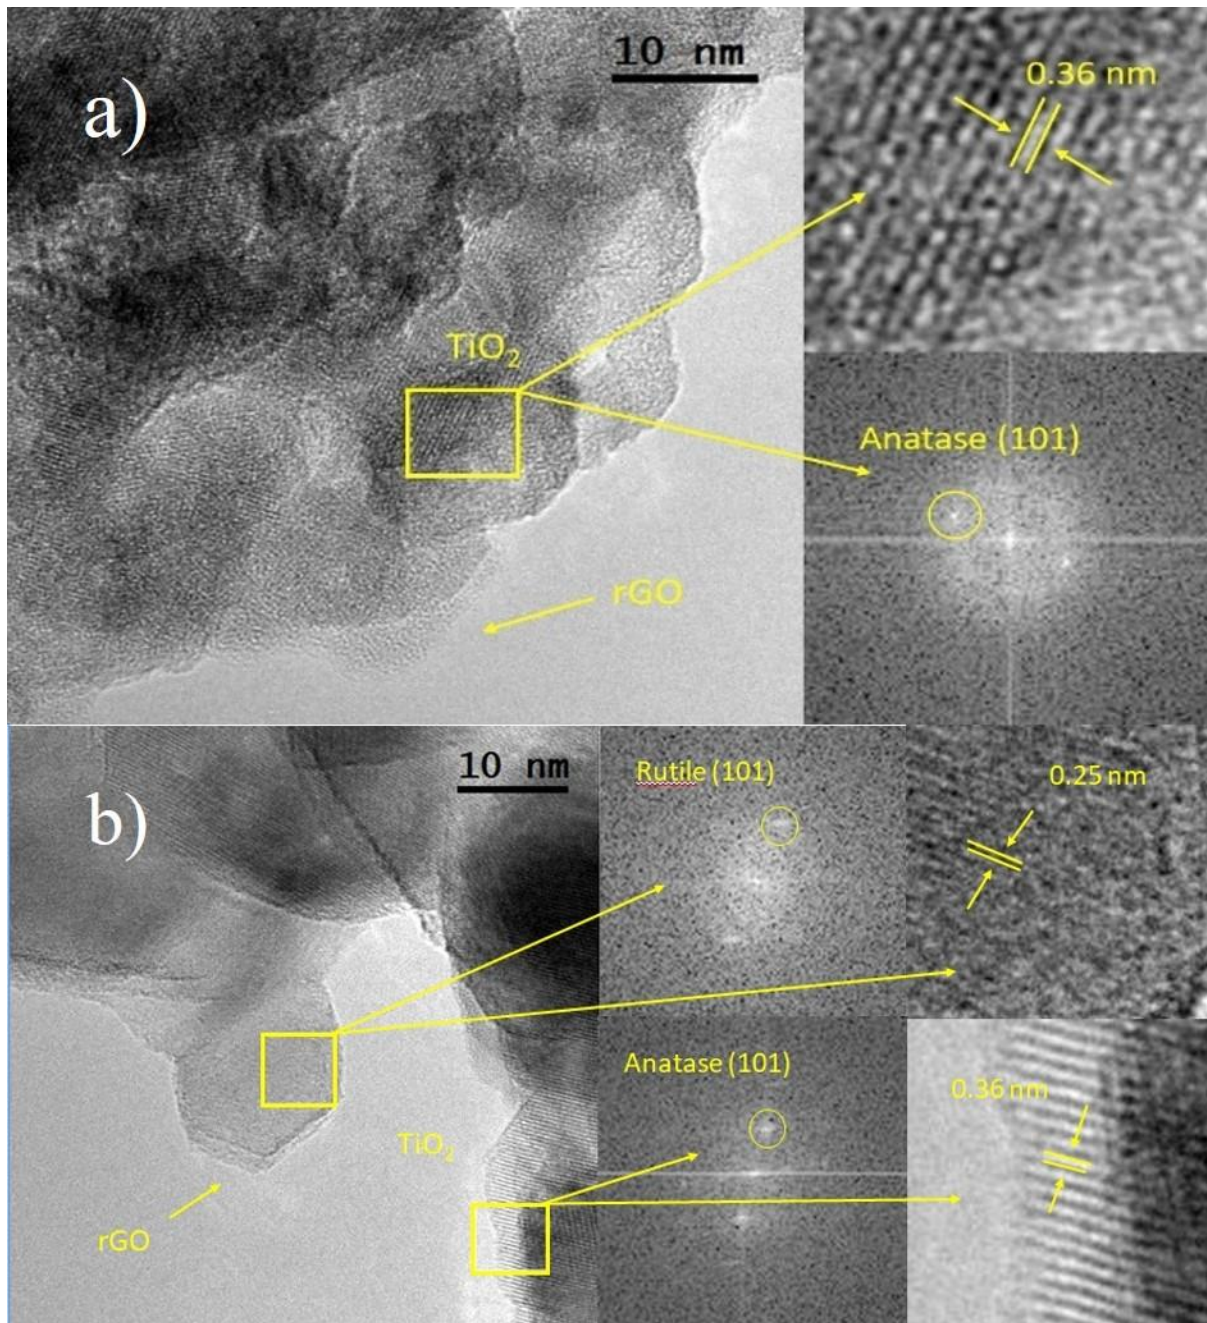 a)
10 nm
0.36 nm
TiO₂
Anatase (101)
rGO
b)
10 nm
Rutile (101)
0.25 nm
Anatase (101)
0.36 nm
TiO₂
rGO